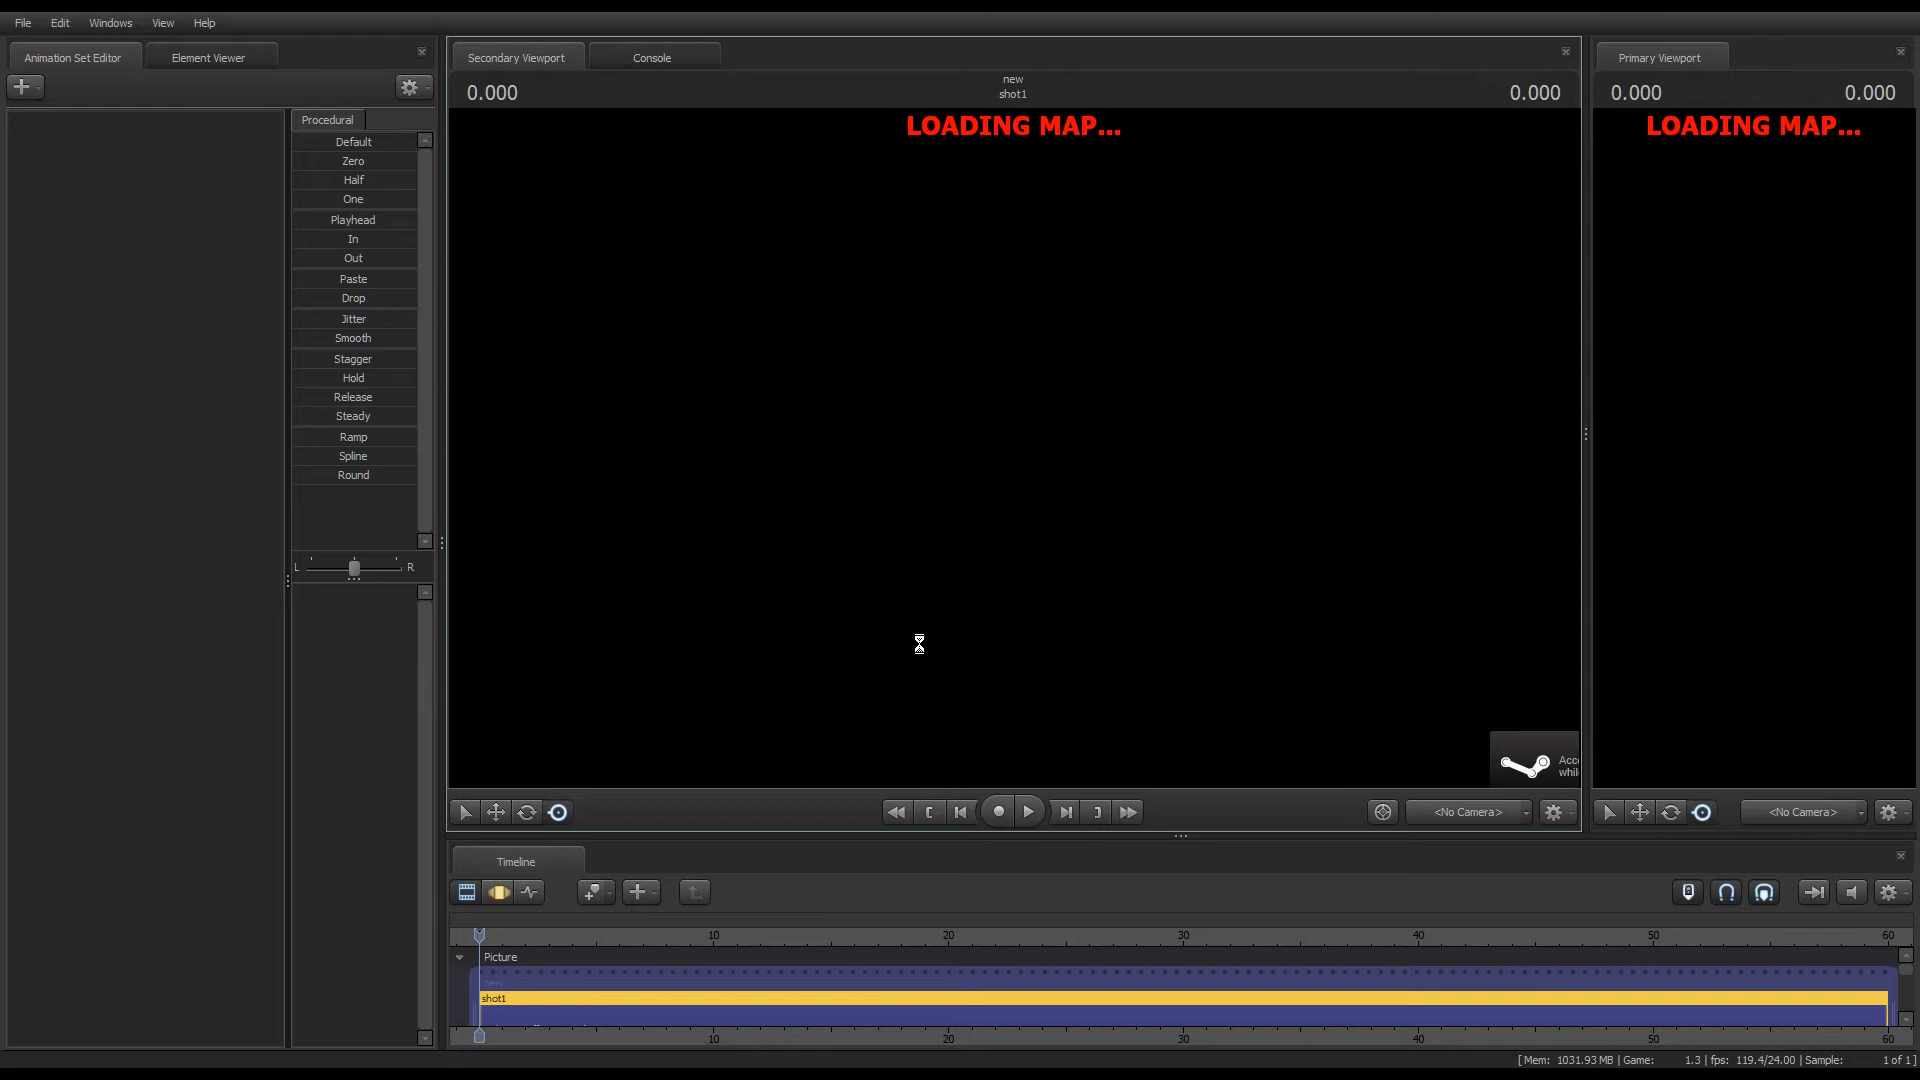 File Edit Windows View Help
Animation Set Editor Element Viewer
Secondary Viewport Console
Primary Viewport
0.000 new 0.000
shot1
0.000 0.000
LOADING MAP...
LOADING MAP...
Procedural
Default
Zero
Half
One
Playhead
In
Out
Paste
Drop
Jitter
Smooth
Stagger
Hold
Release
Steady
Ramp
Spline
Round
L R
Acc
whil
<No Camera>
<No Camera>
Timeline
10 20 30 40 50 60
Picture
shot1
10 20 30 40 50 60
[ Mem: 1031.93 MB | Game: 1.3 | fps: 119.4/24.00 | Sample: 1 of 1 ]